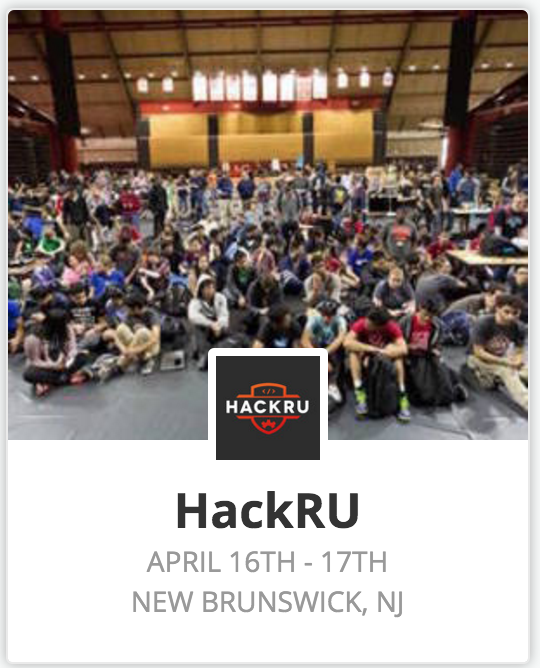 </>
HACKRU
HackRU
APRIL 16TH - 17TH
NEW BRUNSWICK, NJ